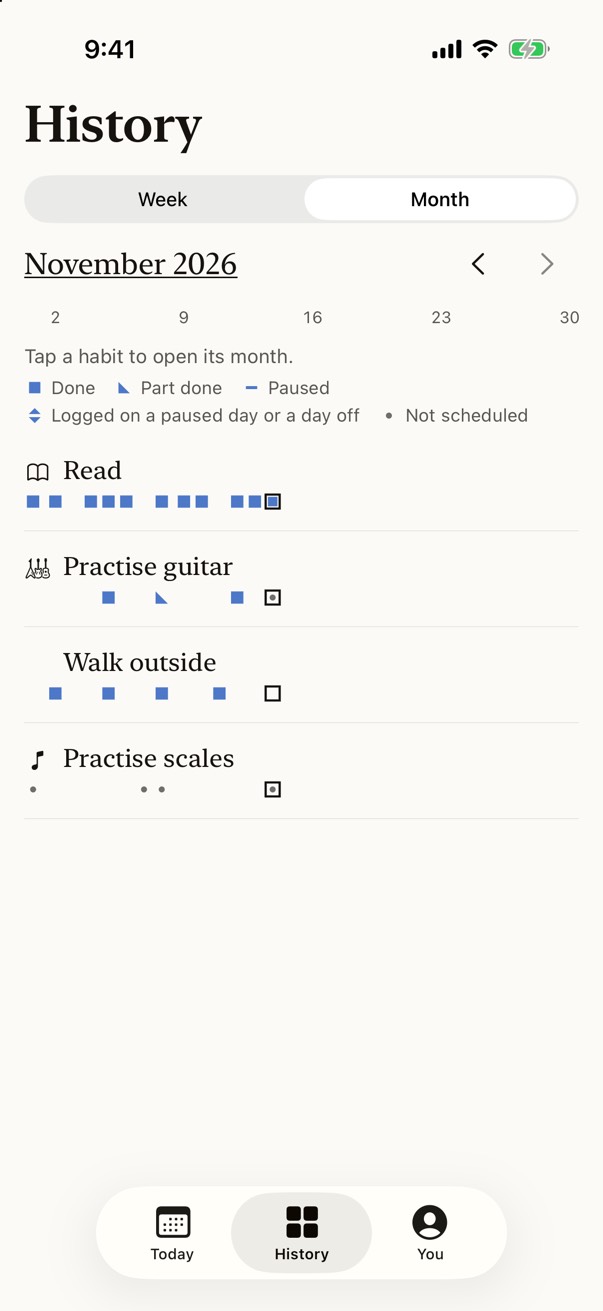 9:41
History
Week Month
November 2026
2 9 16 23 30
Tap a habit to open its month.
Done Part done Paused
Logged on a paused day or a day off Not scheduled
Read
Practise guitar
Walk outside
Practise scales
Today History You